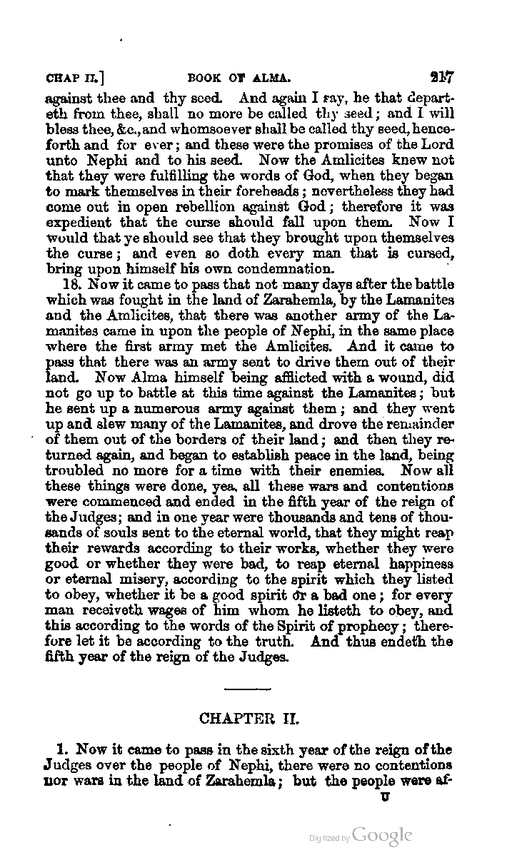 CHAP II.] BOOK OF ALMA. 217
against thee and thy seed. And again I say, he that depart-
eth from thee, shall no more be called thy seed; and I will
bless thee, &c., and whomsoever shall be called thy seed, hence-
forth and for ever; and these were the promises of the Lord
unto Nephi and to his seed. Now the Amlicites knew not
that they were fulfilling the words of God, when they began
to mark themselves in their foreheads; nevertheless they had
come out in open rebellion against God; therefore it was
expedient that the curse should fall upon them. Now I
would that ye should see that they brought upon themselves
the curse; and even so doth every man that is cursed,
bring upon himself his own condemnation.
18. Now it came to pass that not many days after the battle
which was fought in the land of Zarahemla, by the Lamanites
and the Amlicites, that there was another army of the La-
manites came in upon the people of Nephi, in the same place
where the first army met the Amlicites. And it came to
pass that there was an army sent to drive them out of their
land. Now Alma himself being afflicted with a wound, did
not go up to battle at this time against the Lamanites; but
he sent up a numerous army against them; and they went
up and slew many of the Lamanites, and drove the remainder
of them out of the borders of their land; and then they re-
turned again, and began to establish peace in the land, being
troubled no more for a time with their enemies. Now all
these things were done, yea, all these wars and contentions
were commenced and ended in the fifth year of the reign of
the Judges; and in one year were thousands and tens of thou-
sands of souls sent to the eternal world, that they might reap
their rewards according to their works, whether they were
good or whether they were bad, to reap eternal happiness
or eternal misery, according to the spirit which they listed
to obey, whether it be a good spirit or a bad one; for every
man receiveth wages of him whom he listeth to obey, and
this according to the words of the Spirit of prophecy; there-
fore let it be according to the truth. And thus endeth the
fifth year of the reign of the Judges.
CHAPTER II.
1. Now it came to pass in the sixth year of the reign of the
Judges over the people of Nephi, there were no contentions
nor wars in the land of Zarahemla; but the people were af-
U
Digitized by Google